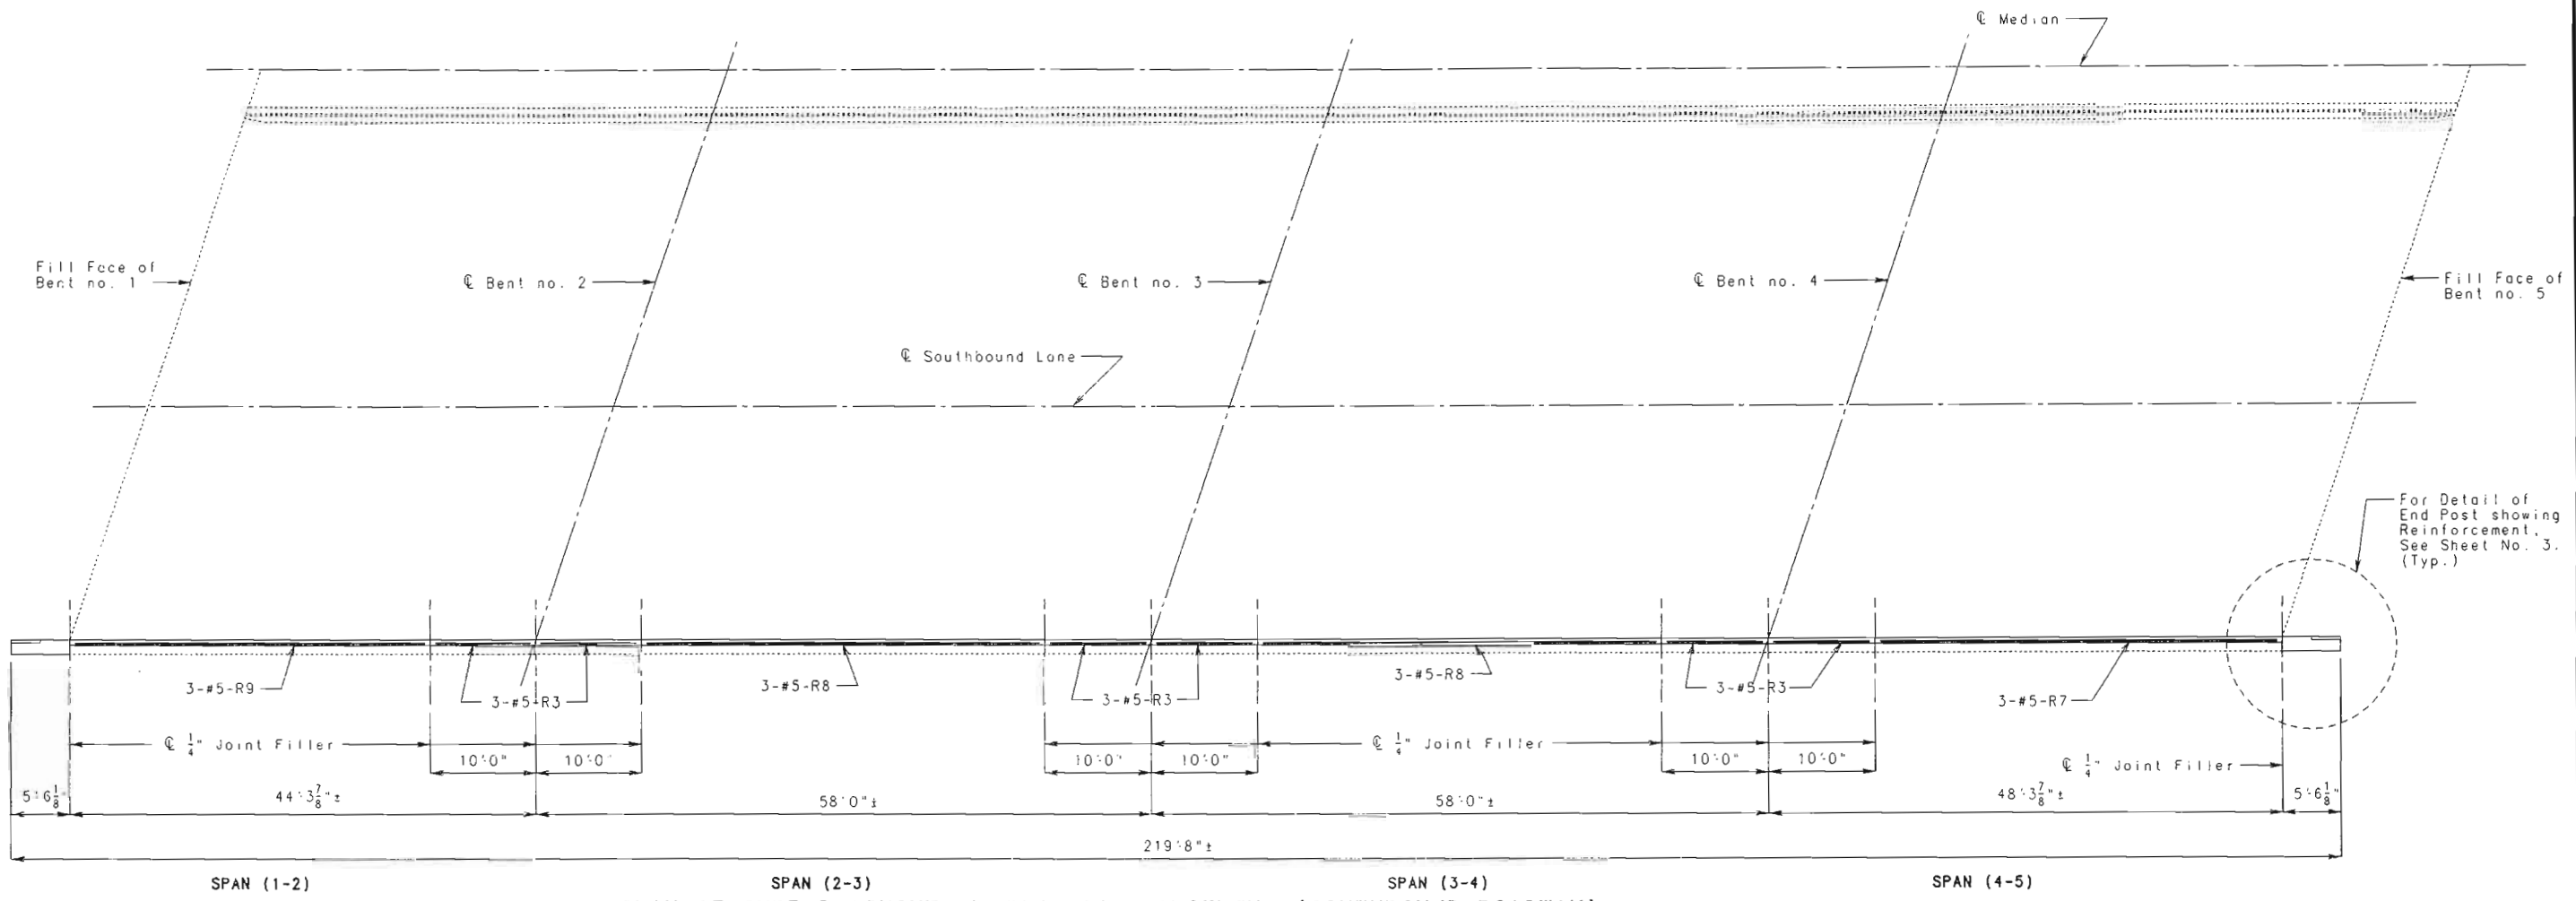 ℄ Median
Fill Face of
Bent no. 1
℄ Bent no. 2
℄ Bent no. 3
℄ Bent no. 4
Fill Face of
Bent no. 5
℄ Southbound Lane
For Detail of
End Post showing
Reinforcement,
See Sheet No. 3.
(Typ.)
3-#5-R9
3-#5-R3
3-#5-R8
3-#5-R3
3-#5-R8
3-#5-R3
3-#5-R7
℄ 1/4" Joint Filler
℄ 1/4" Joint Filler
℄ 1/4" Joint Filler
10'-0"
10'-0"
10'-0"
10'-0"
10'-0"
10'-0"
5'-6 1/8"
44'-3 7/8"±
58'-0"±
58'-0"±
48'-3 7/8"±
5'-6 1/8"
219'-8"±
SPAN (1-2)
SPAN (2-3)
SPAN (3-4)
SPAN (4-5)